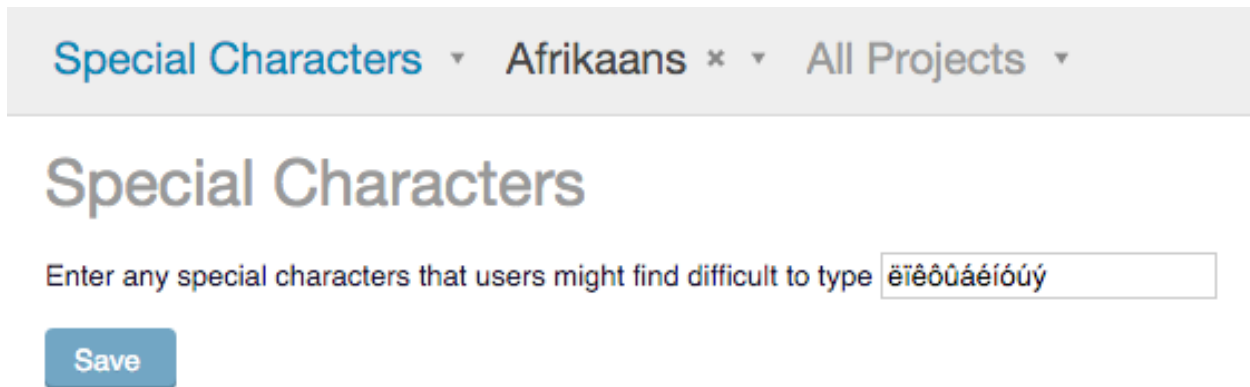 Special Characters Afrikaans × All Projects
Special Characters
Enter any special characters that users might find difficult to type ëïêôûáéíóúý
Save